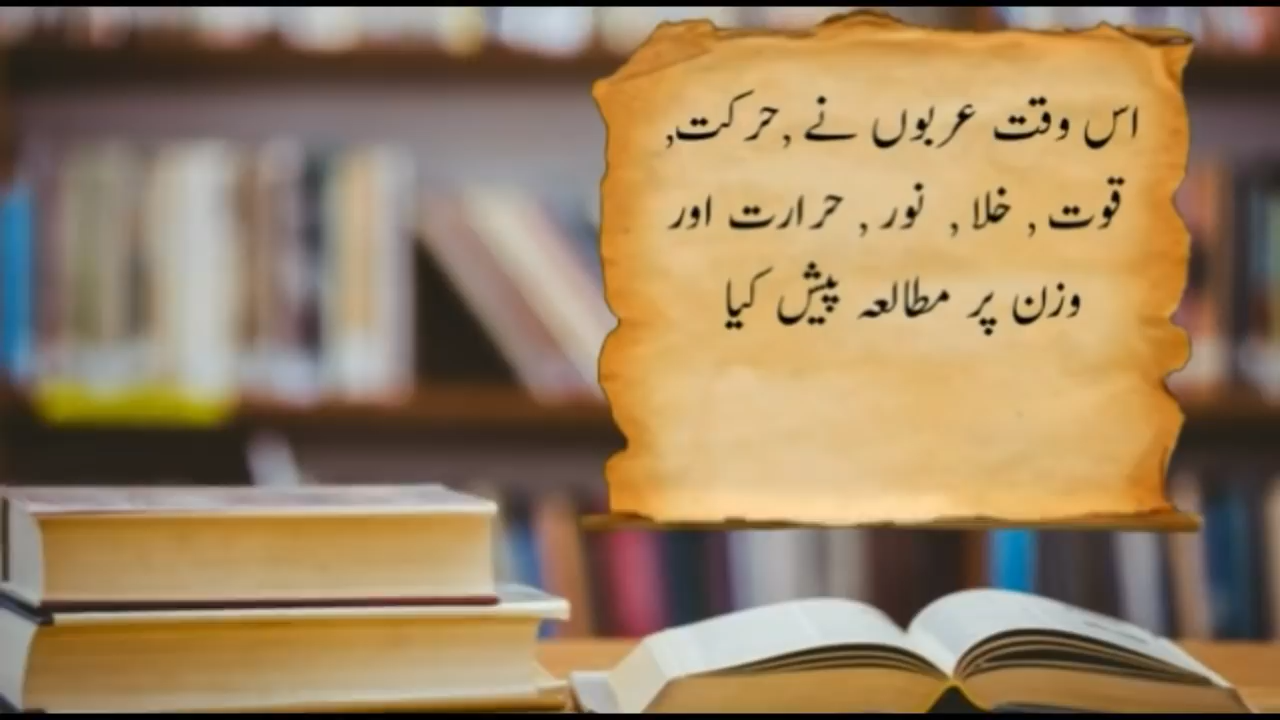 اس وقت عربوں نے ,حرکت,
قوت , خلا , نور , حرارت اور
وزن پر مطالعہ پیش کیا